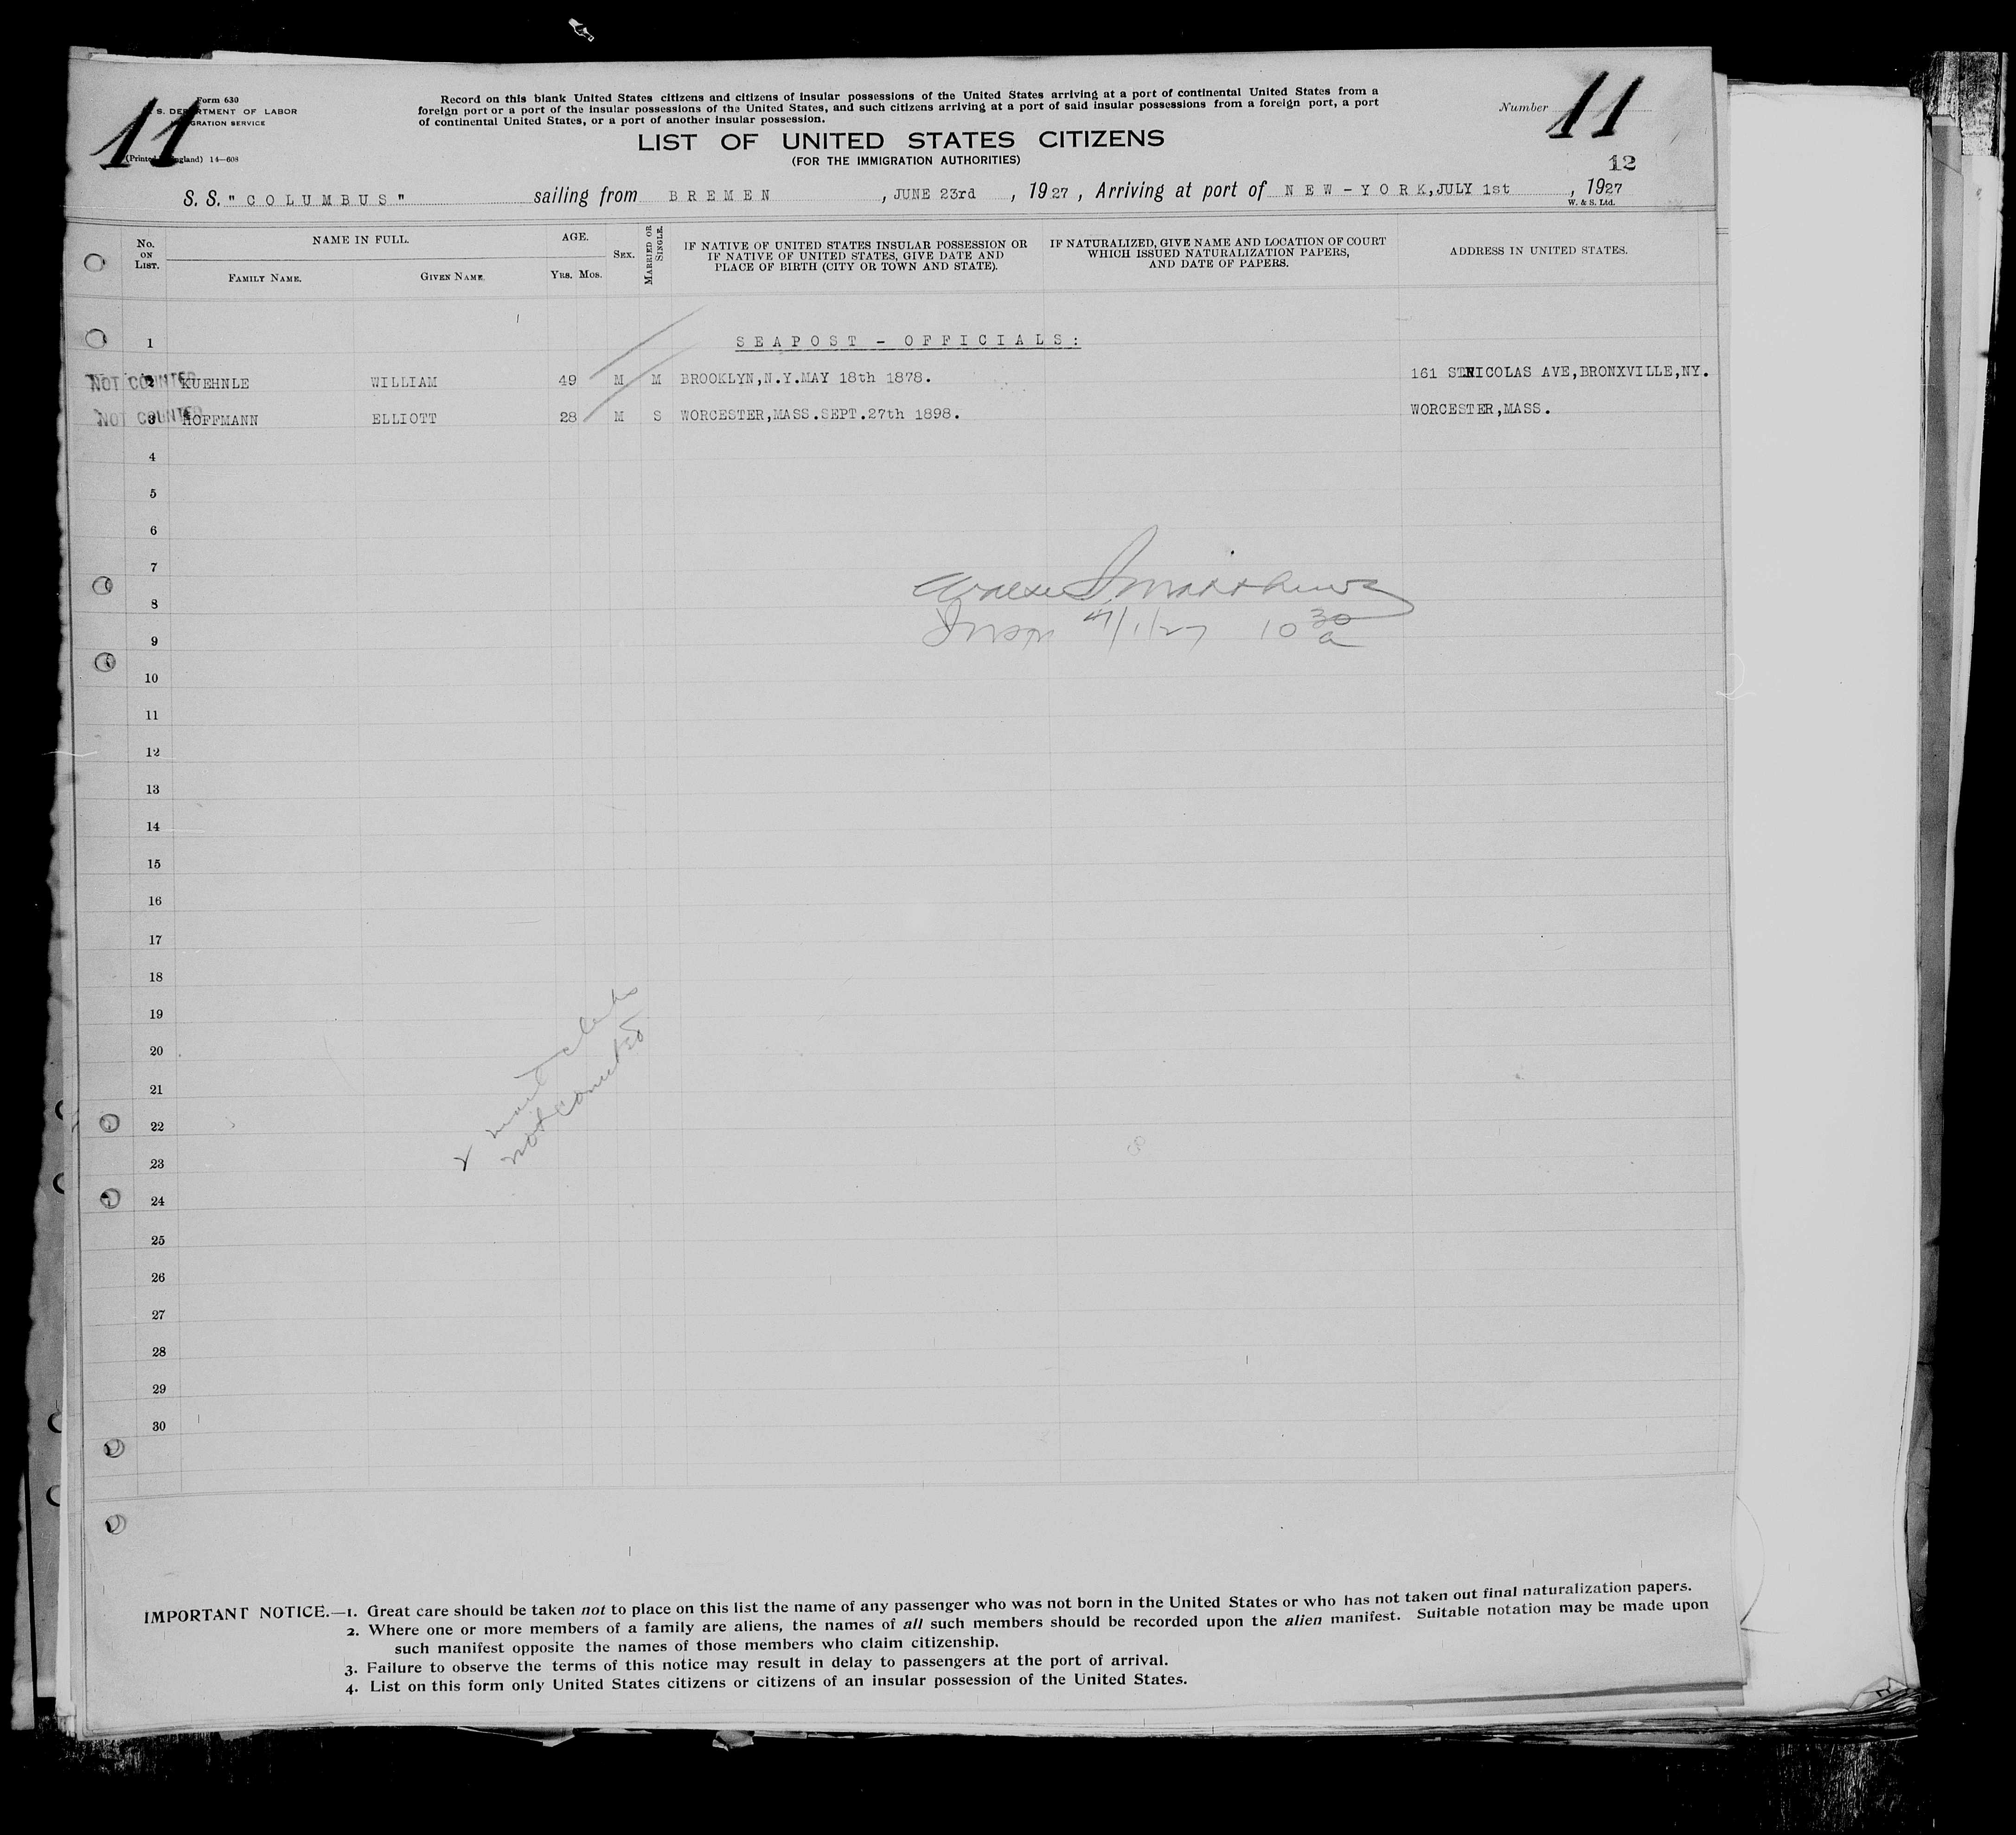 11
Form 630
S. DEPARTMENT OF LABOR
IMMIGRATION SERVICE
(Printed in England) 14—608
Record on this blank United States citizens and citizens of insular possessions of the United States arriving at a port of continental United States from a
foreign port or a port of the insular possessions of the United States, and such citizens arriving at a port of said insular possessions from a foreign port, a port
of continental United States, or a port of another insular possession.
Number 11
LIST OF UNITED STATES CITIZENS
(FOR THE IMMIGRATION AUTHORITIES)
12
S. S. "COLUMBUS" sailing from BREMEN, JUNE 23rd, 1927, Arriving at port of NEW-YORK, JULY 1st, 1927
W. & S. Ltd.
No. ON LIST. NAME IN FULL. FAMILY NAME. GIVEN NAME. AGE. YRS. MOS. SEX. MARRIED OR SINGLE. IF NATIVE OF UNITED STATES INSULAR POSSESSION OR IF NATIVE OF UNITED STATES, GIVE DATE AND PLACE OF BIRTH (CITY OR TOWN AND STATE). IF NATURALIZED, GIVE NAME AND LOCATION OF COURT WHICH ISSUED NATURALIZATION PAPERS, AND DATE OF PAPERS. ADDRESS IN UNITED STATES.
1 SEAPOST - OFFICIALS:
NOT COUNTED 2 KUEHNLE WILLIAM 49 M M BROOKLYN,N.Y.MAY 18th 1878. 161 ST NICOLAS AVE,BRONXVILLE,NY.
NOT COUNTED 3 HOFFMANN ELLIOTT 28 M S WORCESTER,MASS.SEPT.27th 1898. WORCESTER,MASS.
4
5
6
7
8
Matthews
9
Insp 7/1/27 10 30 a
10
11
12
13
14
15
16
17
18
19
20
21
22
23
24
25
26
27
28
29
30
mail clerks
not counted
IMPORTANT NOTICE.—1. Great care should be taken not to place on this list the name of any passenger who was not born in the United States or who has not taken out final naturalization papers.
2. Where one or more members of a family are aliens, the names of all such members should be recorded upon the alien manifest. Suitable notation may be made upon
such manifest opposite the names of those members who claim citizenship.
3. Failure to observe the terms of this notice may result in delay to passengers at the port of arrival.
4. List on this form only United States citizens or citizens of an insular possession of the United States.